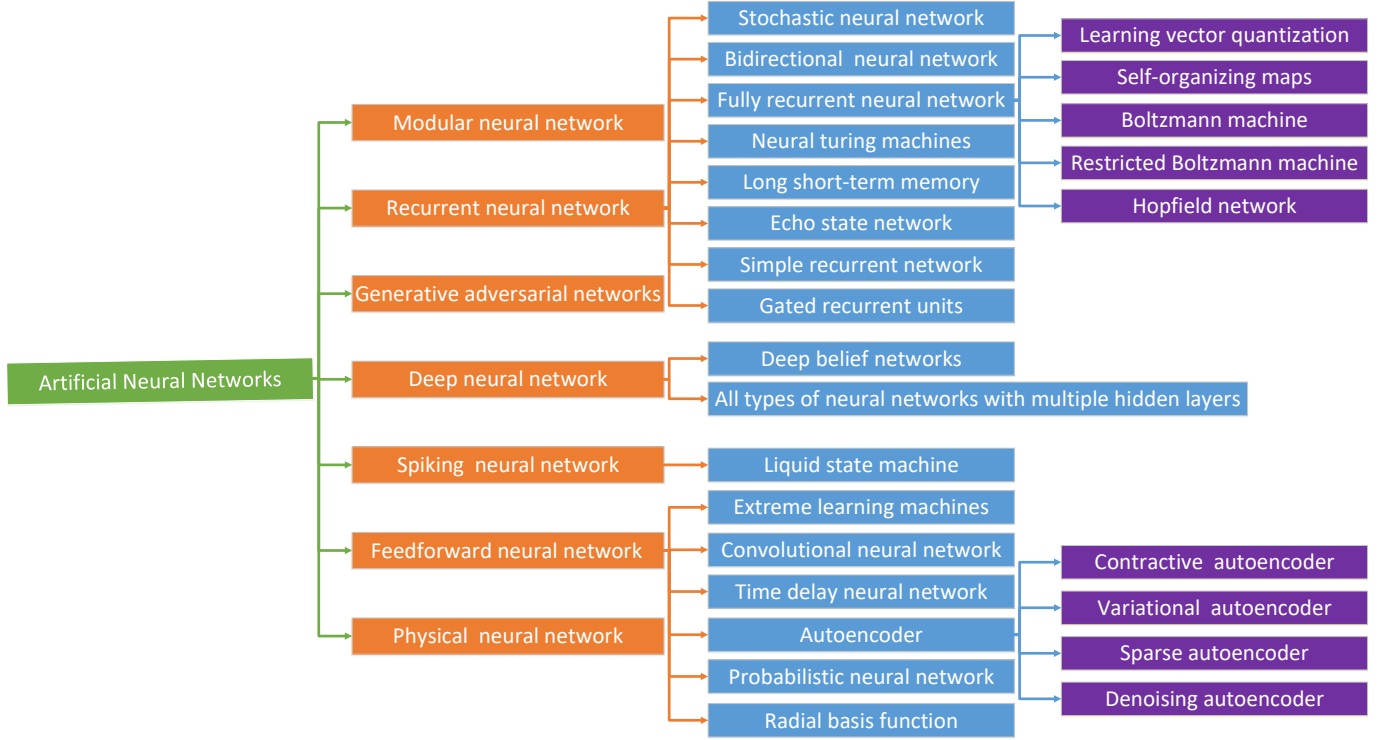 Artificial Neural Networks
Modular neural network
Recurrent neural network
Generative adversarial networks
Deep neural network
Spiking neural network
Feedforward neural network
Physical neural network
Stochastic neural network
Bidirectional neural network
Fully recurrent neural network
Neural turing machines
Long short-term memory
Echo state network
Simple recurrent network
Gated recurrent units
Deep belief networks
All types of neural networks with multiple hidden layers
Liquid state machine
Extreme learning machines
Convolutional neural network
Time delay neural network
Autoencoder
Probabilistic neural network
Radial basis function
Learning vector quantization
Self-organizing maps
Boltzmann machine
Restricted Boltzmann machine
Hopfield network
Contractive autoencoder
Variational autoencoder
Sparse autoencoder
Denoising autoencoder